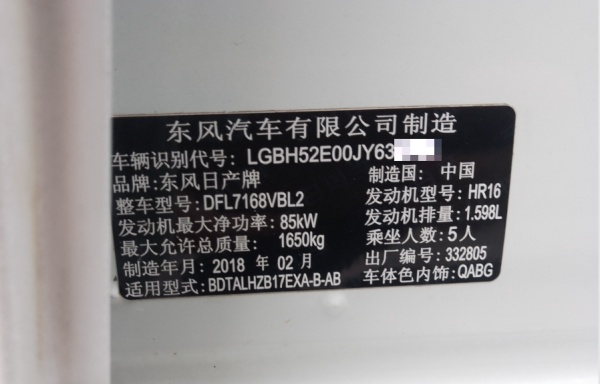 东风汽车有限公司制造
车辆识别代号: LGBH52E00JY63
制造国: 中国
品牌: 东风日产牌
发动机型号: HR16
整车型号: DFL7168VBL2
发动机排量: 1.598L
发动机最大净功率: 85kW
乘坐人数: 5人
最大允许总质量: 1650kg
出厂编号: 332805
制造年月: 2018 年 02 月
车体色内饰: QABG
适用型式: BDTALHZB17EXA-B-AB